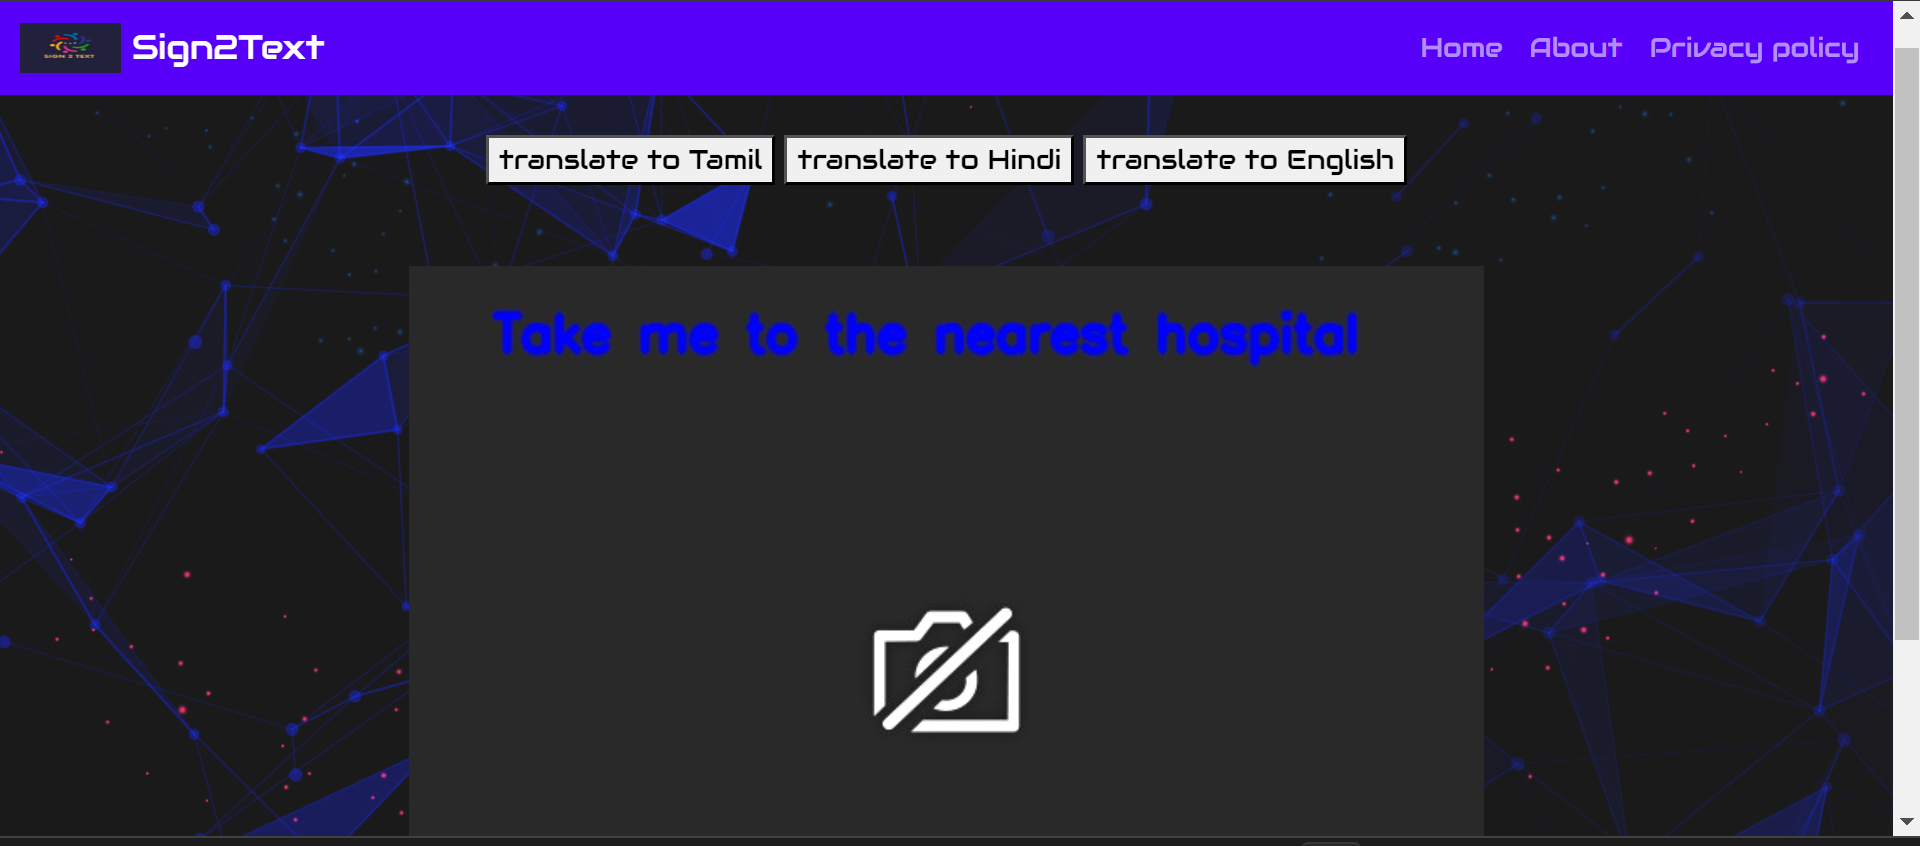 SIGN 2 TEXT
Sign2Text
Home
About
Privacy policy
translate to Tamil
translate to Hindi
translate to English
Take me to the nearest hospital